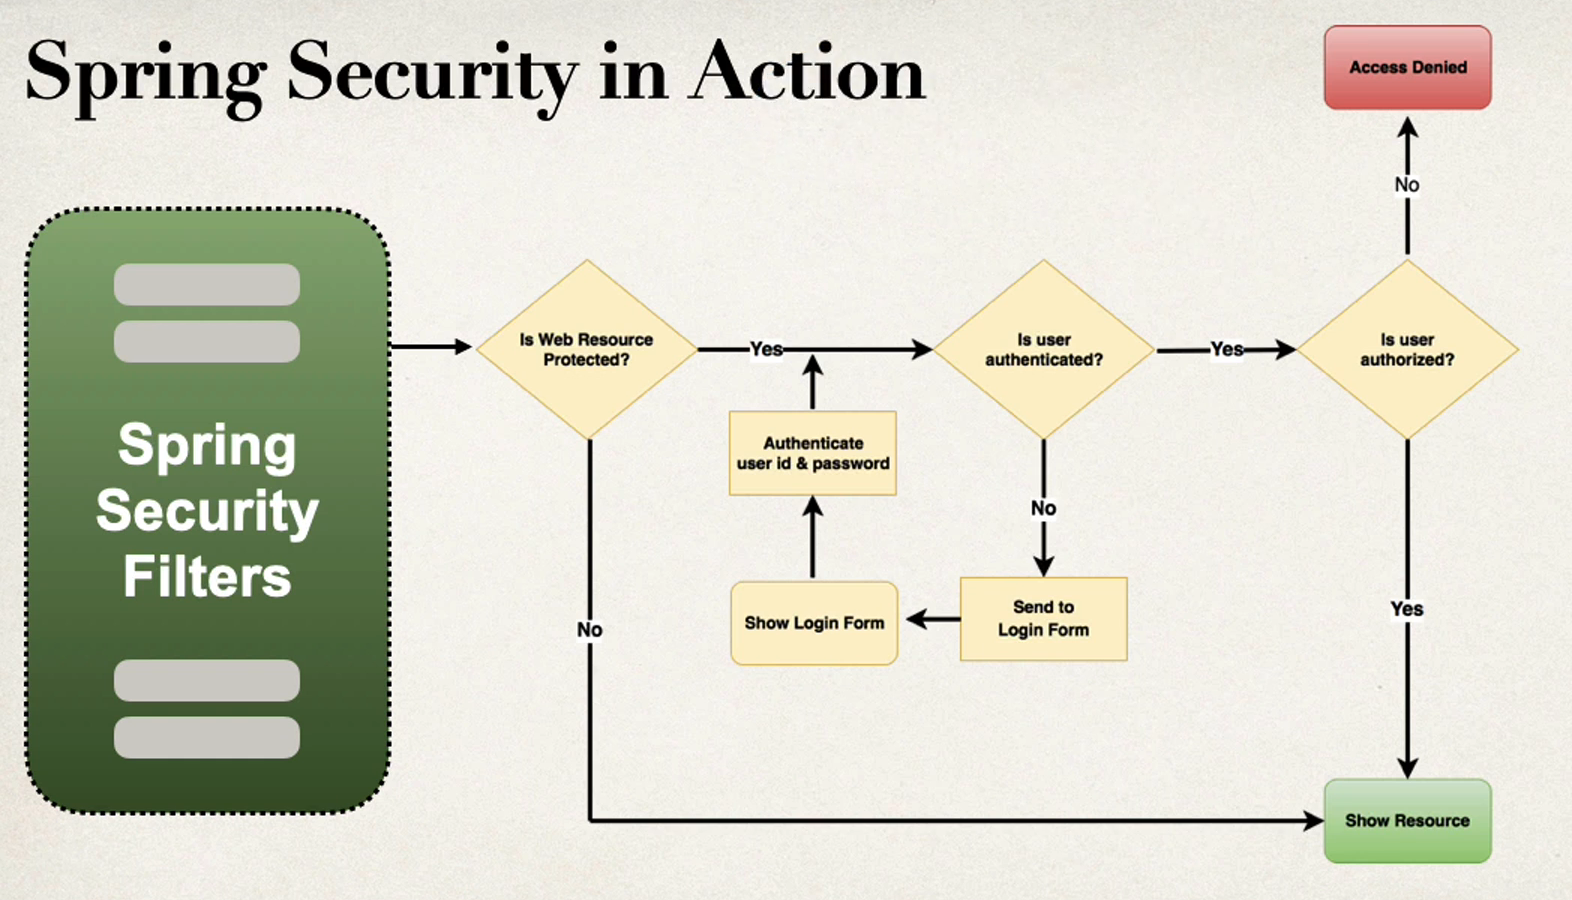 Spring Security in Action
Access Denied
No
Spring
Security
Filters
Is Web Resource
Protected?
Yes
Is user
authenticated?
Yes
Is user
authorized?
Authenticate
user id & password
No
Show Login Form
Send to
Login Form
No
Yes
Show Resource